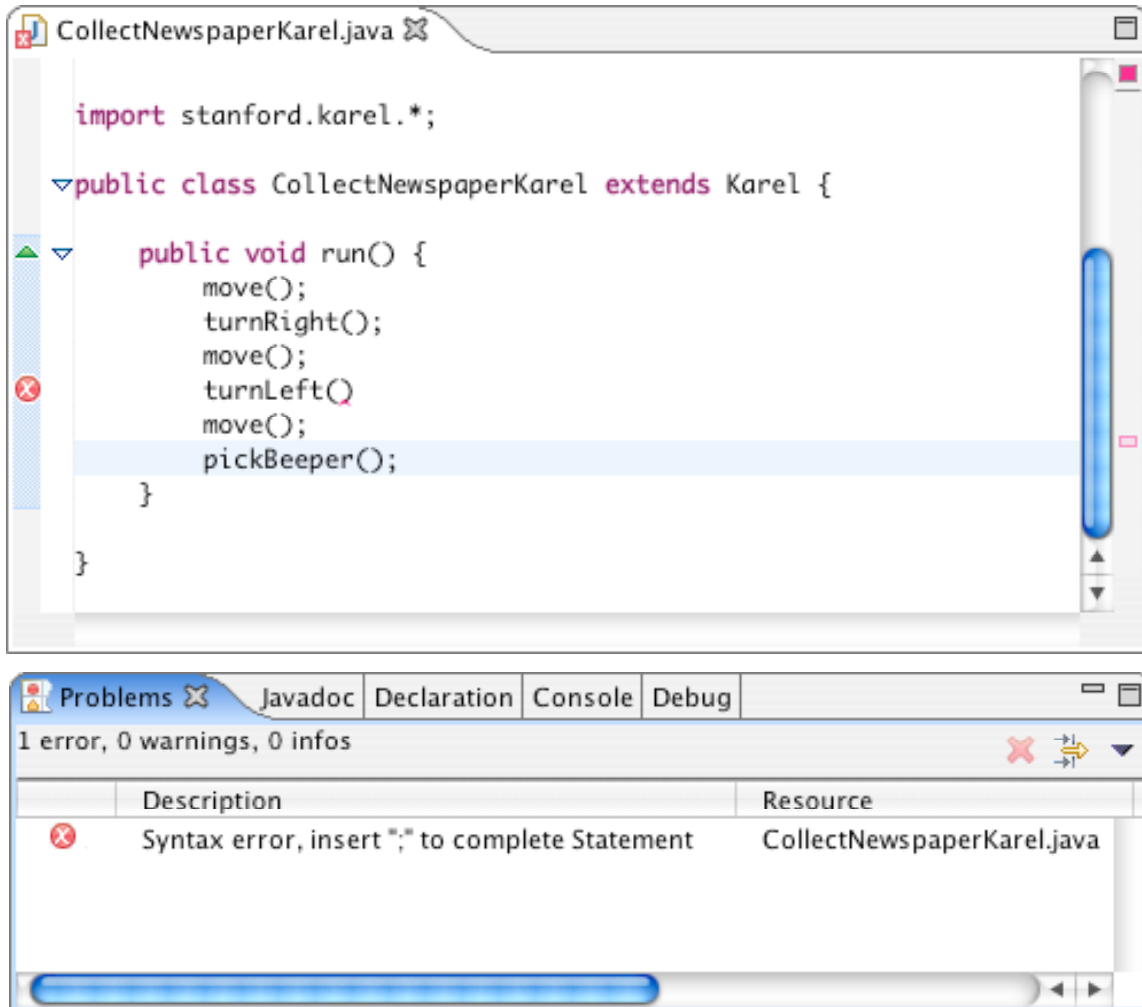 CollectNewspaperKarel.java
import stanford.karel.*;
public class CollectNewspaperKarel extends Karel {
public void run() {
move();
turnRight();
move();
turnLeft()
move();
pickBeeper();
}
}
Problems Javadoc Declaration Console Debug
1 error, 0 warnings, 0 infos
Description Resource
Syntax error, insert ";" to complete Statement CollectNewspaperKarel.java